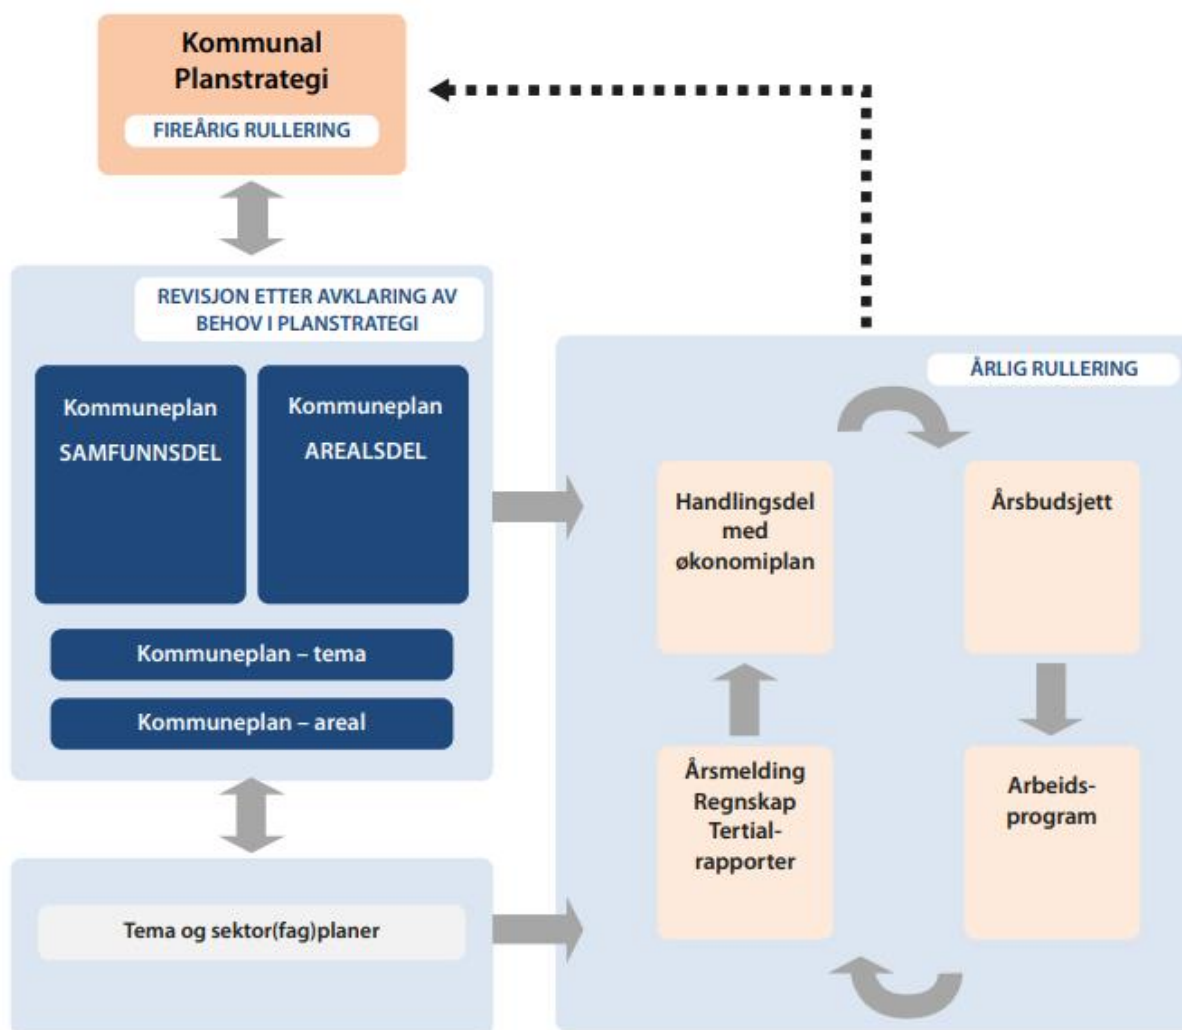 Kommunal
Planstrategi
FIREÅRIG RULLERING
REVISJON ETTER AVKLARING AV
BEHOV I PLANSTRATEGI
Kommuneplan
SAMFUNNSDEL
Kommuneplan
AREALSDEL
Kommuneplan – tema
Kommuneplan – areal
Tema og sektor(fag)planer
ÅRLIG RULLERING
Handlingsdel
med
økonomiplan
Årsbudsjett
Årsmelding
Regnskap
Tertial-
rapporter
Arbeids-
program